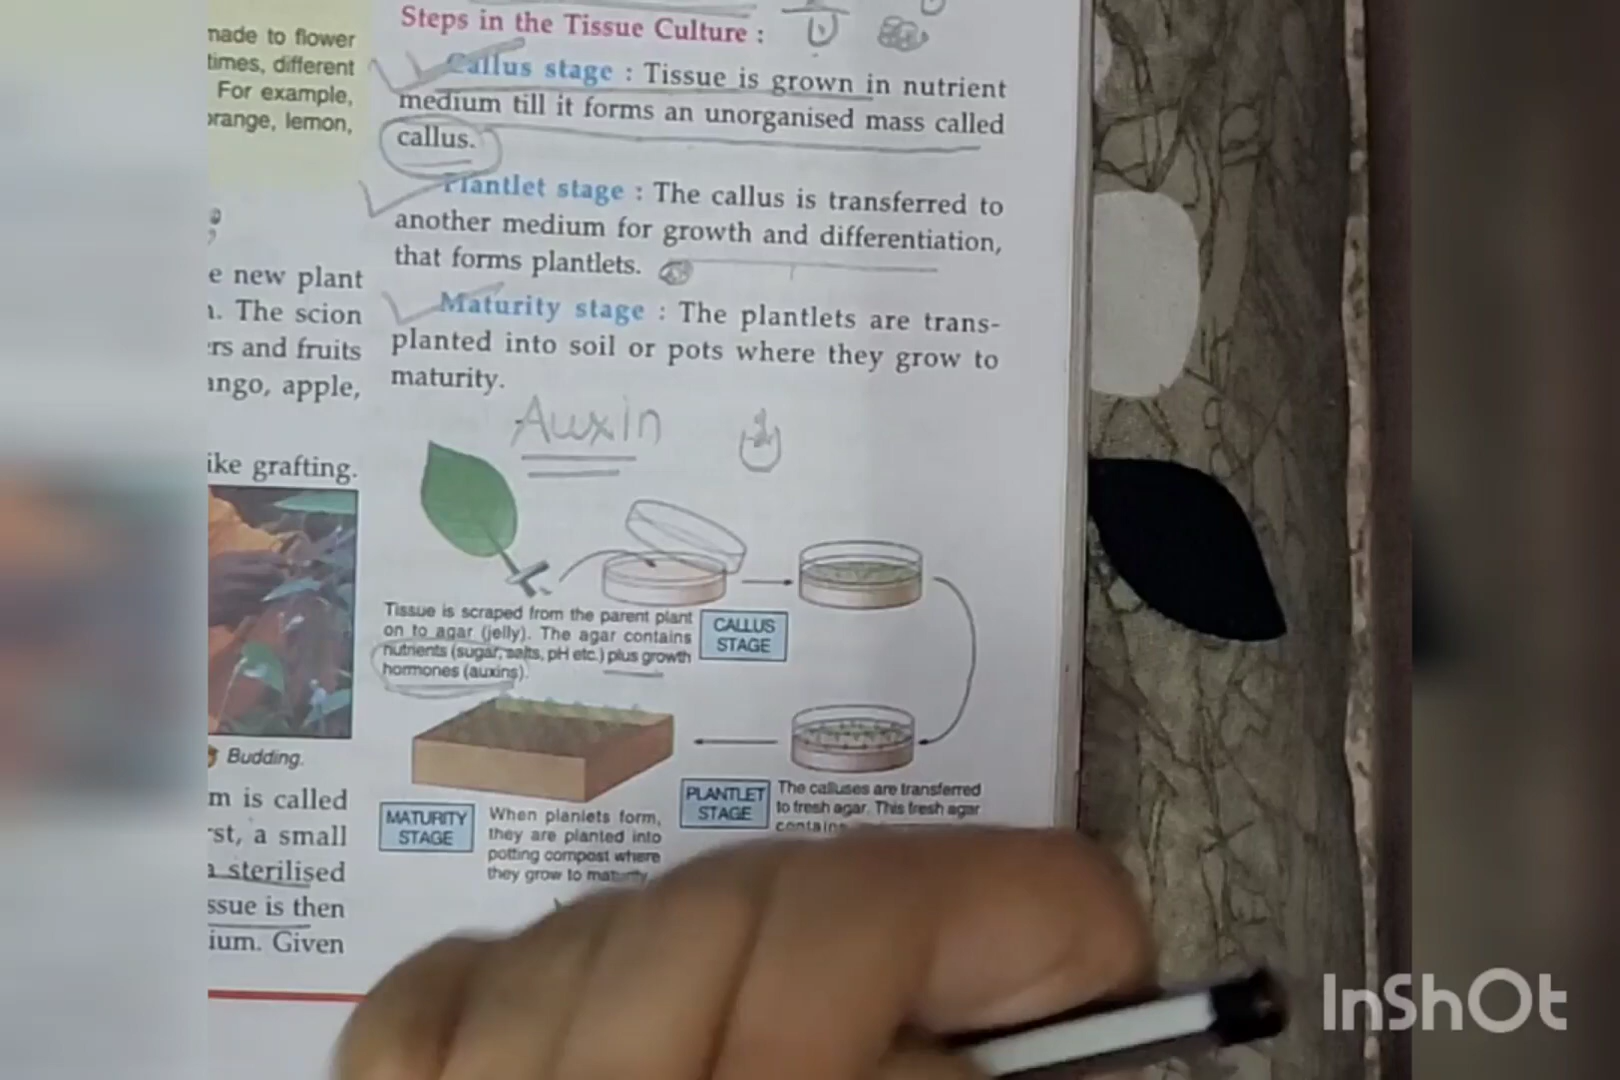 made to flower
times, different
For example,
orange, lemon,
e new plant
n. The scion
ers and fruits
ango, apple,
ike grafting.
Budding.
m is called
rst, a small
a sterilised
ssue is then
ium. Given
Steps in the Tissue Culture :
Callus stage : Tissue is grown in nutrient
medium till it forms an unorganised mass called
callus.
Plantlet stage : The callus is transferred to
another medium for growth and differentiation,
that forms plantlets.
Maturity stage : The plantlets are trans-
planted into soil or pots where they grow to
maturity.
Auxin
Tissue is scraped from the parent plant
on to agar (jelly). The agar contains
nutrients (sugar, salts, pH etc.) plus growth
hormones (auxins).
CALLUS
STAGE
PLANTLET
STAGE
The calluses are transferred
to fresh agar. This fresh agar
contains
MATURITY
STAGE
When planlets form,
they are planted into
potting compost where
they grow to maturity.
InShOt